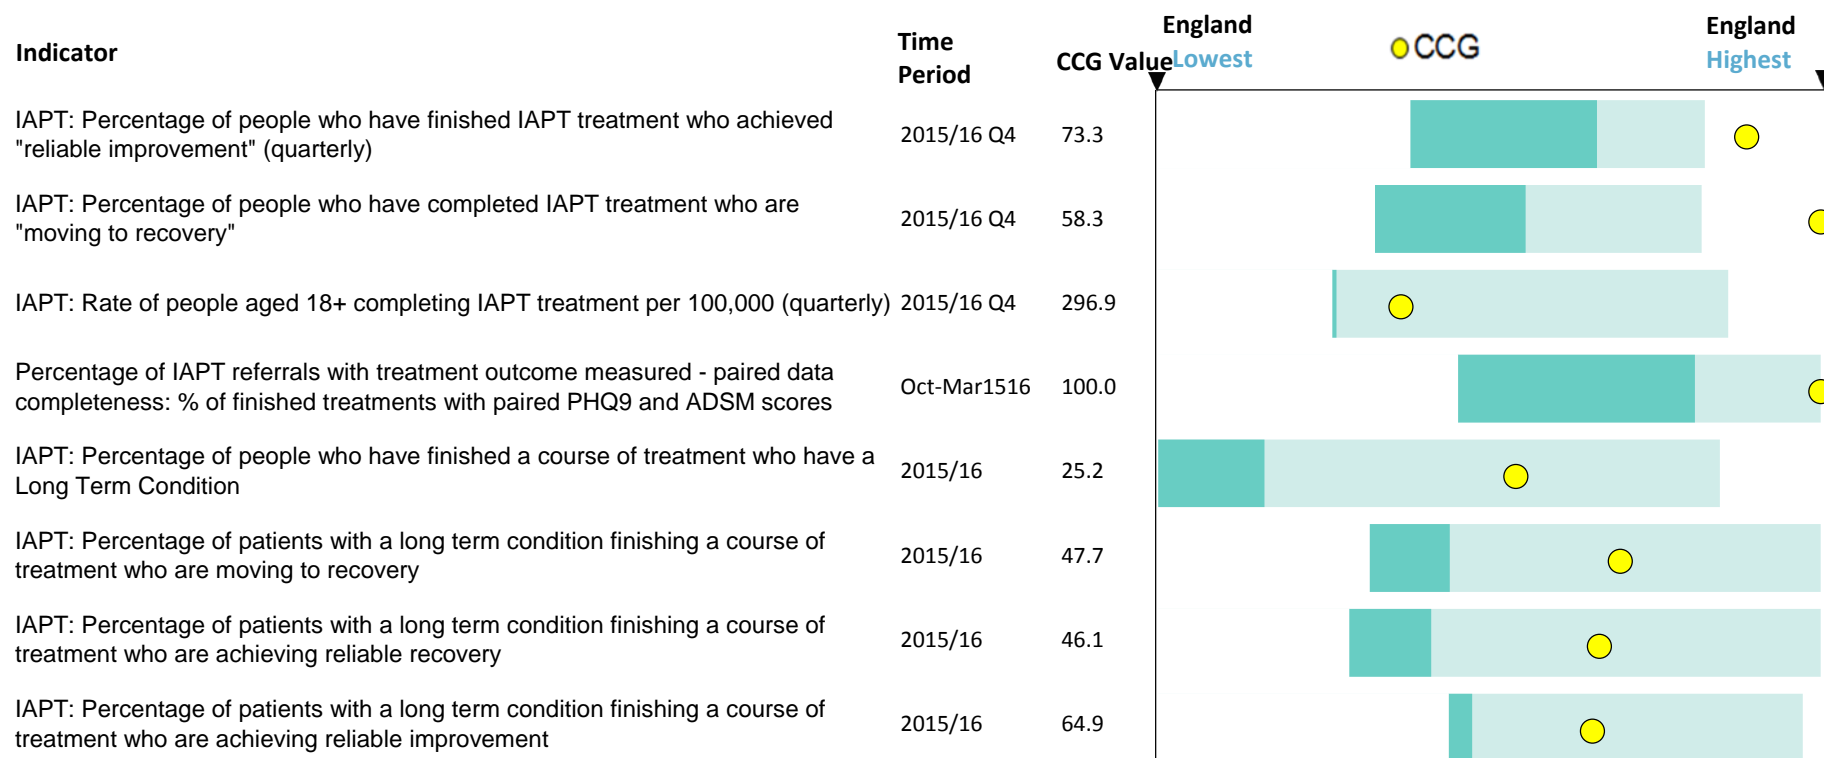 Indicator
Time
Period
CCG Value
England
Lowest
CCG
England
Highest
IAPT: Percentage of people who have finished IAPT treatment who achieved
"reliable improvement" (quarterly)
2015/16 Q4
73.3
IAPT: Percentage of people who have completed IAPT treatment who are
"moving to recovery"
2015/16 Q4
58.3
IAPT: Rate of people aged 18+ completing IAPT treatment per 100,000 (quarterly)
2015/16 Q4
296.9
Percentage of IAPT referrals with treatment outcome measured - paired data
completeness: % of finished treatments with paired PHQ9 and ADSM scores
Oct-Mar1516
100.0
IAPT: Percentage of people who have finished a course of treatment who have a
Long Term Condition
2015/16
25.2
IAPT: Percentage of patients with a long term condition finishing a course of
treatment who are moving to recovery
2015/16
47.7
IAPT: Percentage of patients with a long term condition finishing a course of
treatment who are achieving reliable recovery
2015/16
46.1
IAPT: Percentage of patients with a long term condition finishing a course of
treatment who are achieving reliable improvement
2015/16
64.9